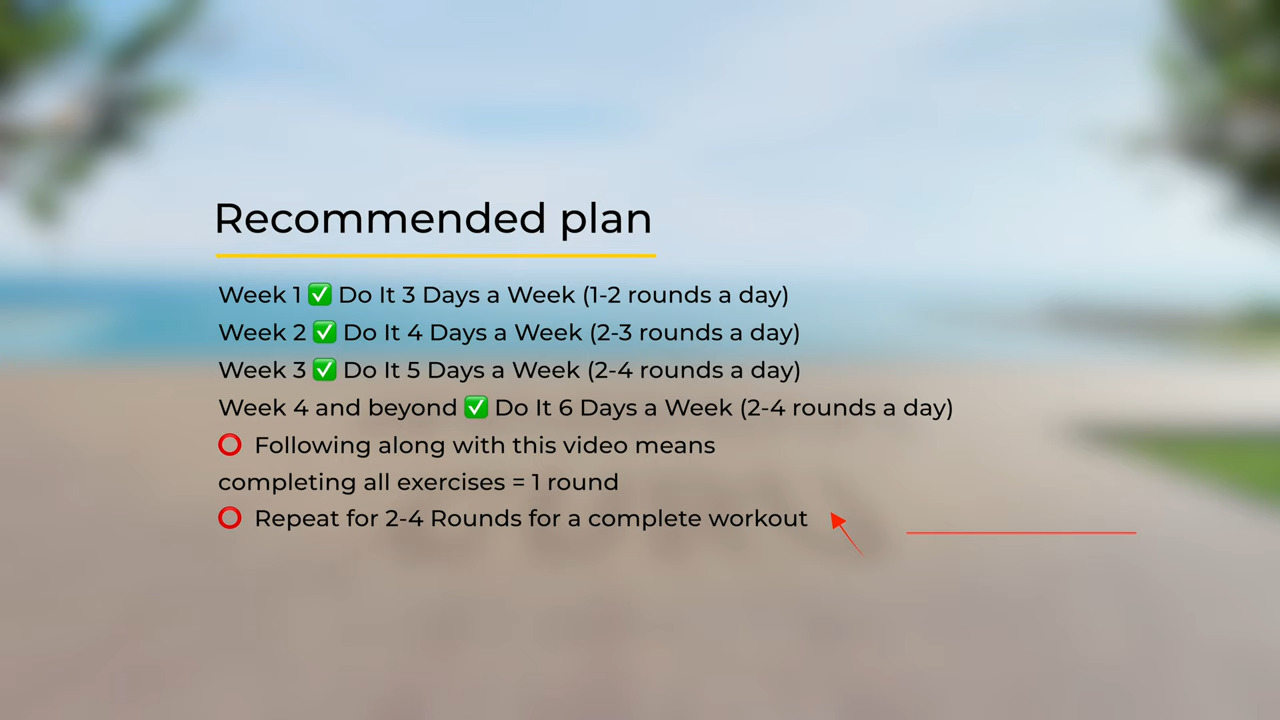 Recommended plan
Week 1 ✅ Do It 3 Days a Week (1-2 rounds a day)
Week 2 ✅ Do It 4 Days a Week (2-3 rounds a day)
Week 3 ✅ Do It 5 Days a Week (2-4 rounds a day)
Week 4 and beyond ✅ Do It 6 Days a Week (2-4 rounds a day)
⭕ Following along with this video means
completing all exercises = 1 round
⭕ Repeat for 2-4 Rounds for a complete workout